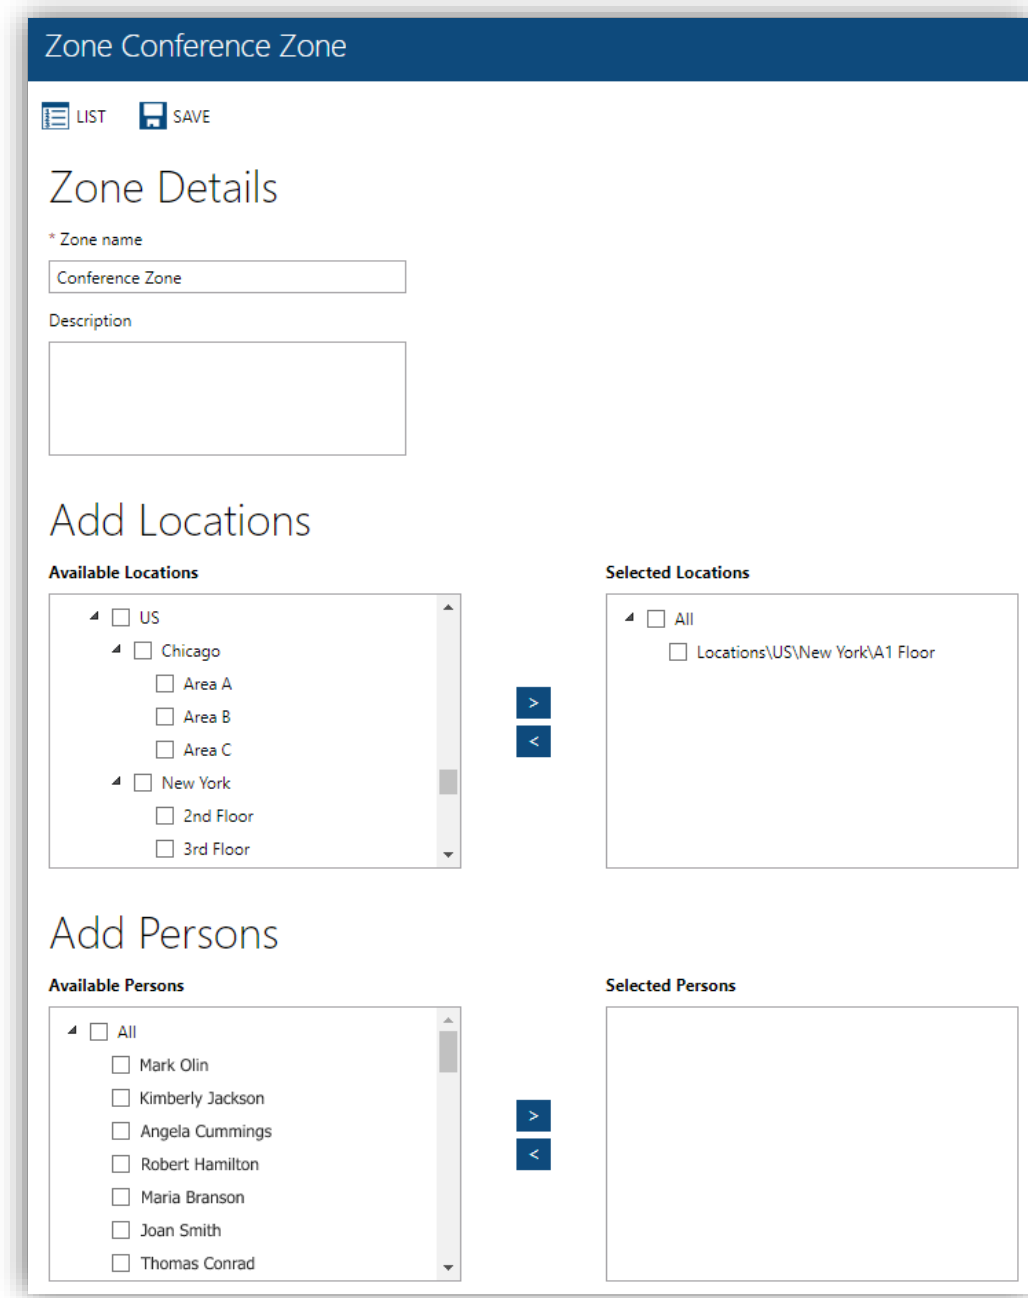 Zone Conference Zone
LIST SAVE
Zone Details
* Zone name
Conference Zone
Description
Add Locations
Available Locations
US
Chicago
Area A
Area B
Area C
New York
2nd Floor
3rd Floor
>
<
Selected Locations
All
Locations\US\New York\A1 Floor
Add Persons
Available Persons
All
Mark Olin
Kimberly Jackson
Angela Cummings
Robert Hamilton
Maria Branson
Joan Smith
Thomas Conrad
>
<
Selected Persons